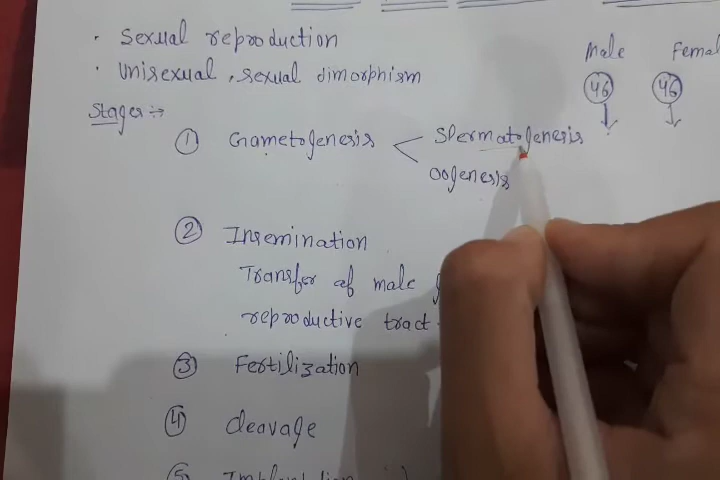 · Sexual reproduction
· Unisexual, sexual dimorphism
Male Femal
46 46
Stages :→
① Gametogenesis < Spermatogenesis
oogenesis
② Insemination
Transfer of male
reproductive tract
③ Fertilization
④ cleavage
⑤